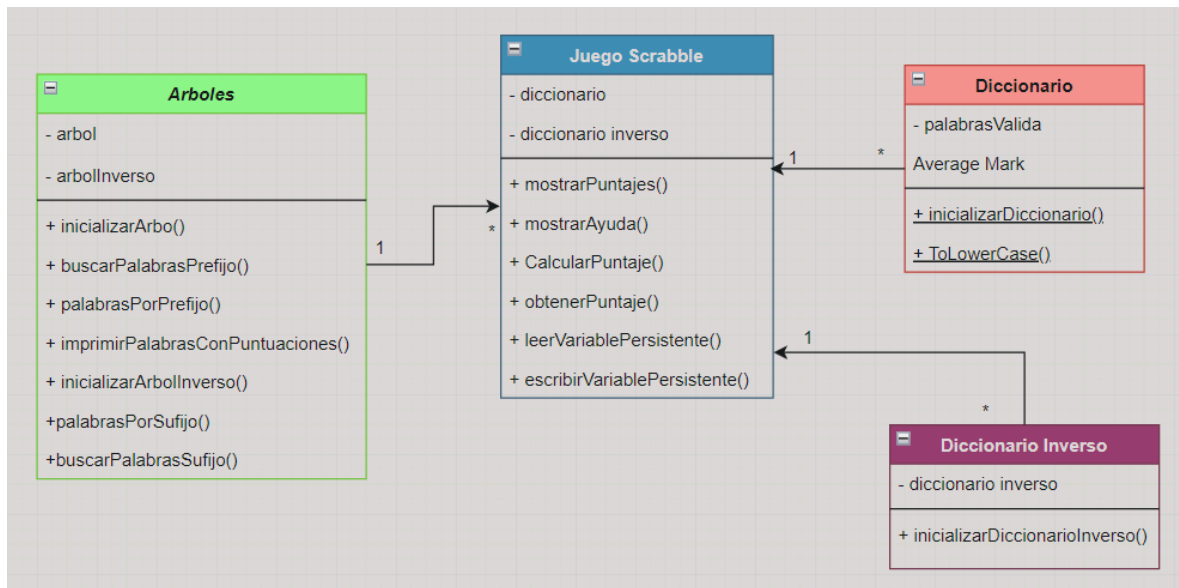 Arboles
- arbol
- arbolInverso
+ inicializarArbo()
+ buscarPalabrasPrefijo()
+ palabrasPorPrefijo()
+ imprimirPalabrasConPuntuaciones()
+ inicializarArbolInverso()
+palabrasPorSufijo()
+buscarPalabrasSufijo()
1
*
Juego Scrabble
- diccionario
- diccionario inverso
+ mostrarPuntajes()
+ mostrarAyuda()
+ CalcularPuntaje()
+ obtenerPuntaje()
+ leerVariablePersistente()
+ escribirVariablePersistente()
1
*
Diccionario
- palabrasValida
Average Mark
+ inicializarDiccionario()
+ ToLowerCase()
1
*
Diccionario Inverso
- diccionario inverso
+ inicializarDiccionarioInverso()